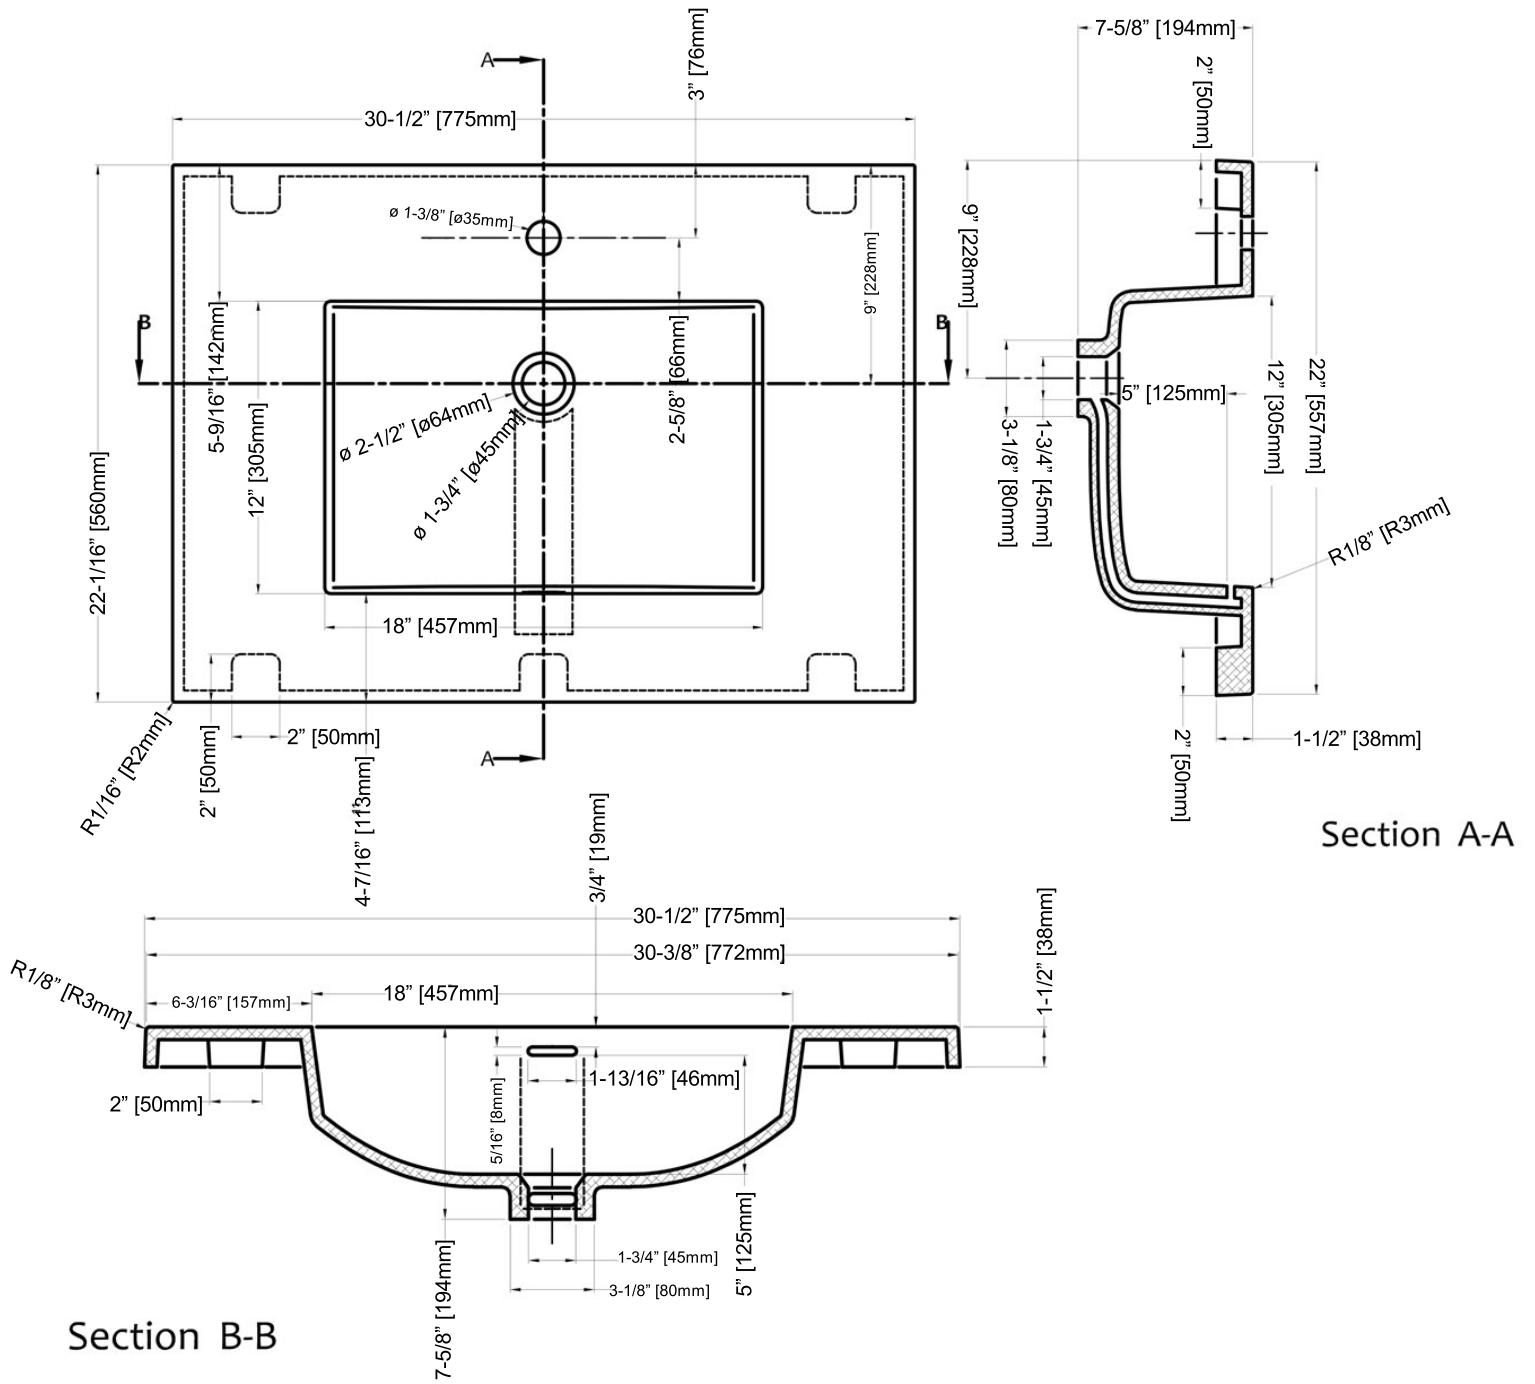 A
3” [76mm]
30-1/2” [775mm]
ø 1-3/8” [ø35mm]
9” [228mm]
B
B
5-9/16” [142mm]
12” [305mm]
2-5/8” [66mm]
ø 2-1/2” [ø64mm]
ø 1-3/4” [ø45mm]
22-1/16” [560mm]
18” [457mm]
2” [50mm]
2” [50mm]
R1/16” [R2mm]
4-7/16” [113mm]
A
7-5/8” [194mm]
2” [50mm]
9” [228mm]
5” [125mm]
12” [305mm]
22” [557mm]
3-1/8” [80mm]
1-3/4” [45mm]
R1/8” [R3mm]
2” [50mm]
1-1/2” [38mm]
Section A-A
3/4” [19mm]
30-1/2” [775mm]
30-3/8” [772mm]
R1/8” [R3mm]
6-3/16” [157mm]
18” [457mm]
1-1/2” [38mm]
1-13/16” [46mm]
5/16” [8mm]
2” [50mm]
5” [125mm]
1-3/4” [45mm]
3-1/8” [80mm]
7-5/8” [194mm]
Section B-B